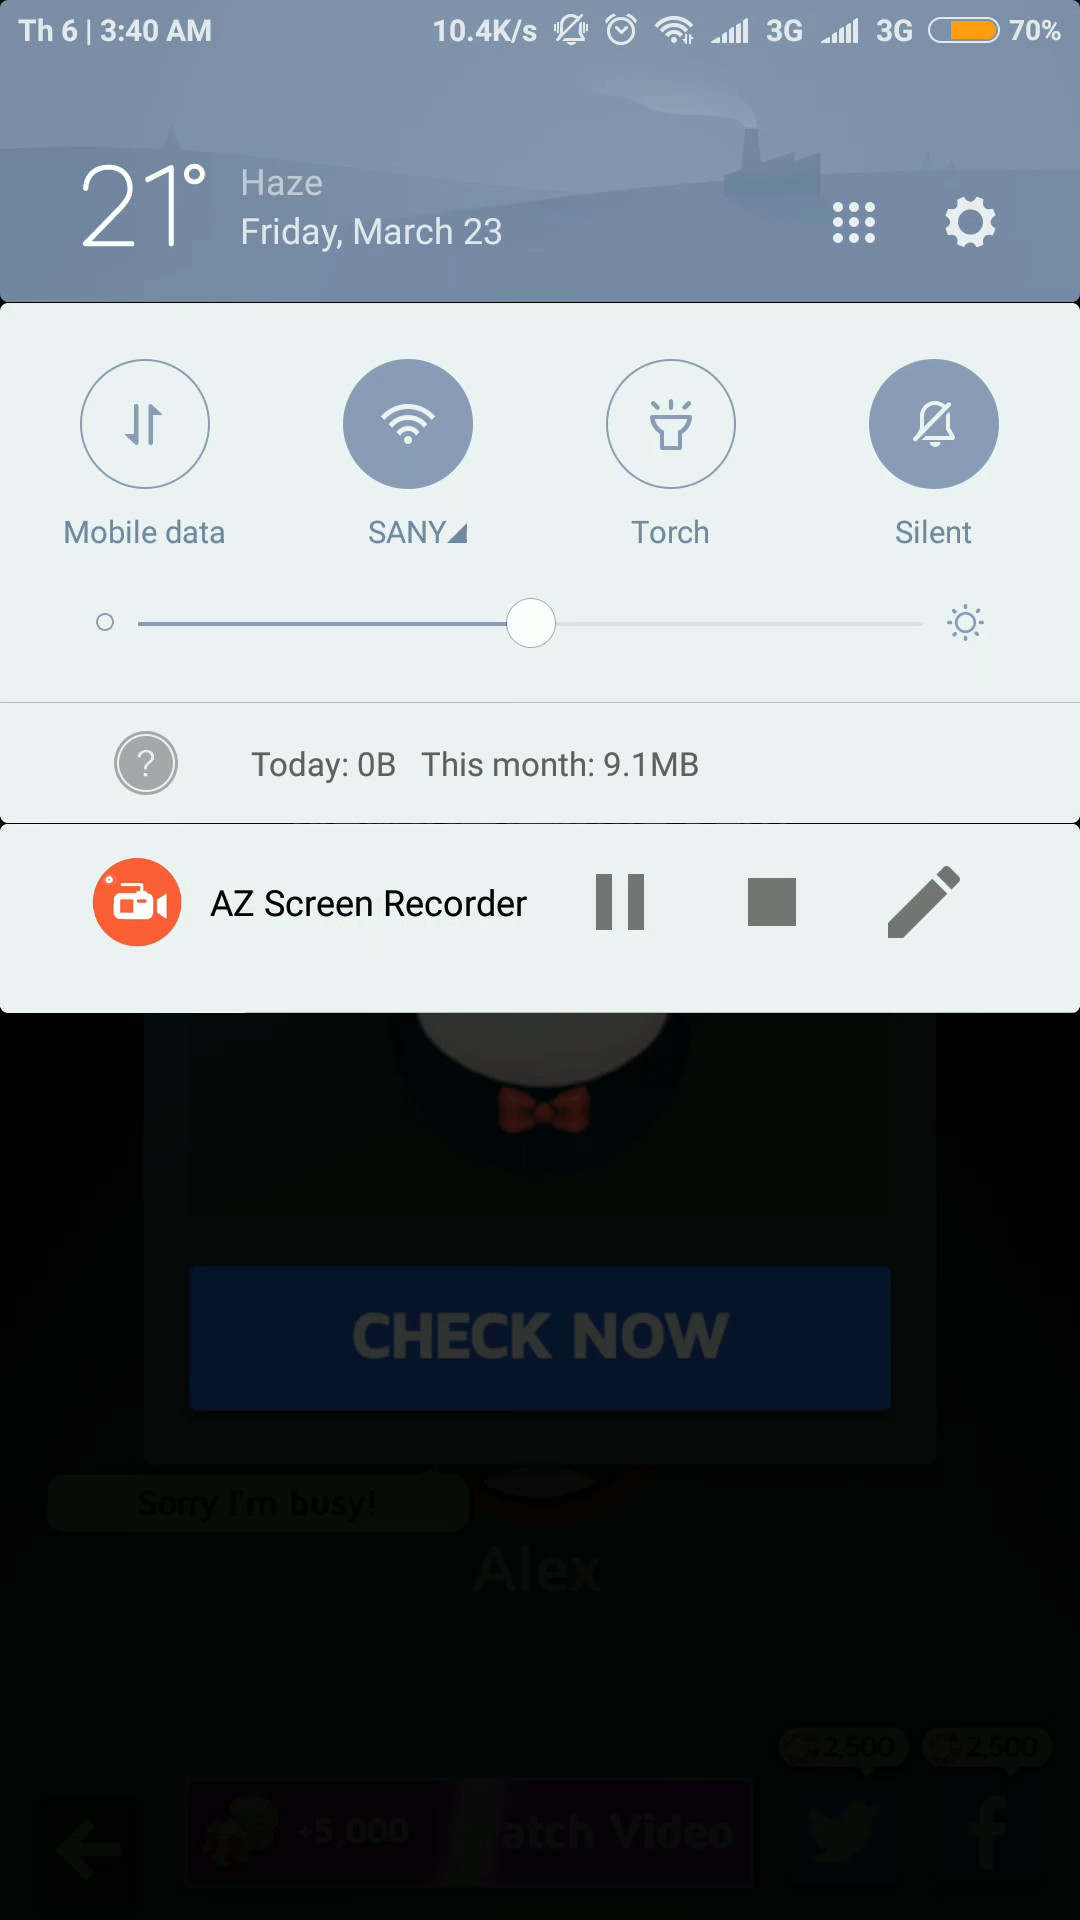 Th 6 | 3:40 AM 10.4K/s 3G 3G 70%
21° Haze
Friday, March 23
Mobile data SANY Torch Silent
? Today: 0B This month: 9.1MB
AZ Screen Recorder
CHECK NOW
Sorry I'm busy!
Alex
2,500 2,500
+5,000 atch Video